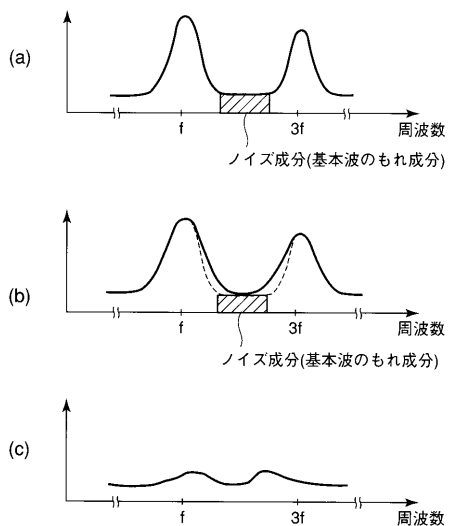 (a)
f
3f
周波数
ノイズ成分(基本波のもれ成分)
(b)
f
3f
周波数
ノイズ成分(基本波のもれ成分)
(c)
f
3f
周波数